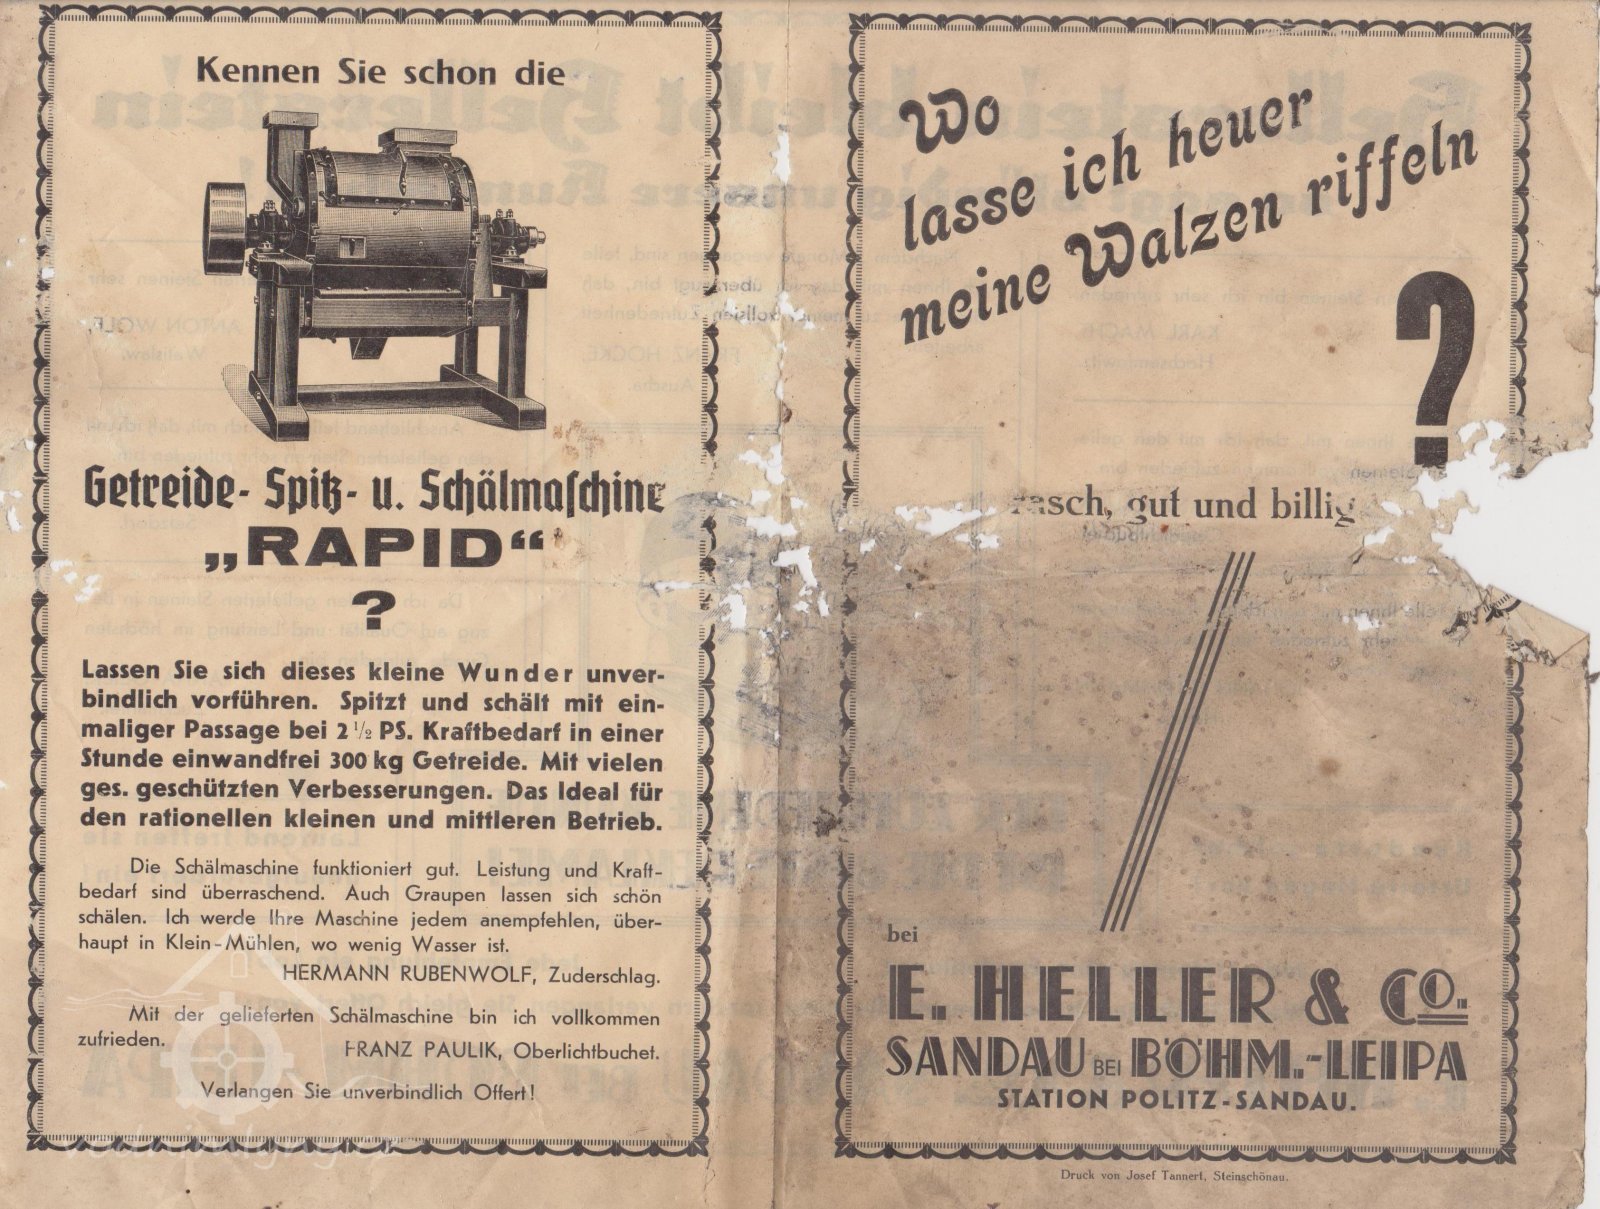 Kennen Sie schon die
Getreide- Spitz- u. Schälmaschine
„RAPID“
?
Lassen Sie sich dieses kleine Wunder unver-
bindlich vorführen. Spitzt und schält mit ein-
maliger Passage bei 2 1/2 PS. Kraftbedarf in einer
Stunde einwandfrei 300 kg Getreide. Mit vielen
ges. geschützten Verbesserungen. Das Ideal für
den rationellen kleinen und mittleren Betrieb.
Die Schälmaschine funktioniert gut. Leistung und Kraft-
bedarf sind überraschend. Auch Graupen lassen sich schön
schälen. Ich werde Ihre Maschine jedem anempfehlen, über-
haupt in Klein-Mühlen, wo wenig Wasser ist.
HERMANN RUBENWOLF, Zuderschlag.
Mit der gelieferten Schälmaschine bin ich vollkommen
zufrieden.
FRANZ PAULIK, Oberlichtbuchet.
Verlangen Sie unverbindlich Offert!
Wo
lasse ich heuer
meine Walzen riffeln
?
rasch, gut und billig
bei
E. HELLER & CO.
SANDAU BEI BÖHM.-LEIPA
STATION POLITZ-SANDAU.
Druck von Josef Tannert, Steinschönau.